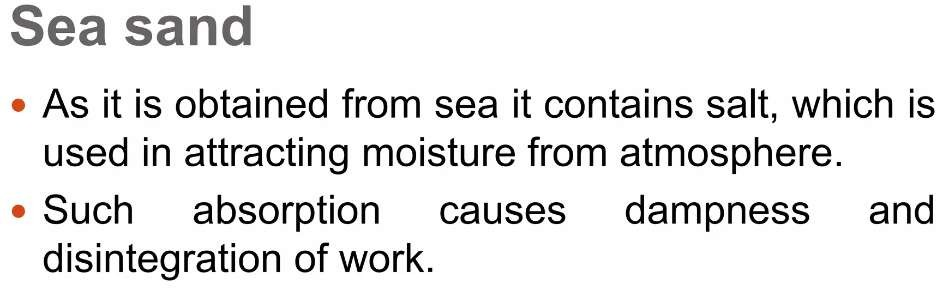 Sea sand
• As it is obtained from sea it contains salt, which is
used in attracting moisture from atmosphere.
• Such absorption causes dampness and
disintegration of work.